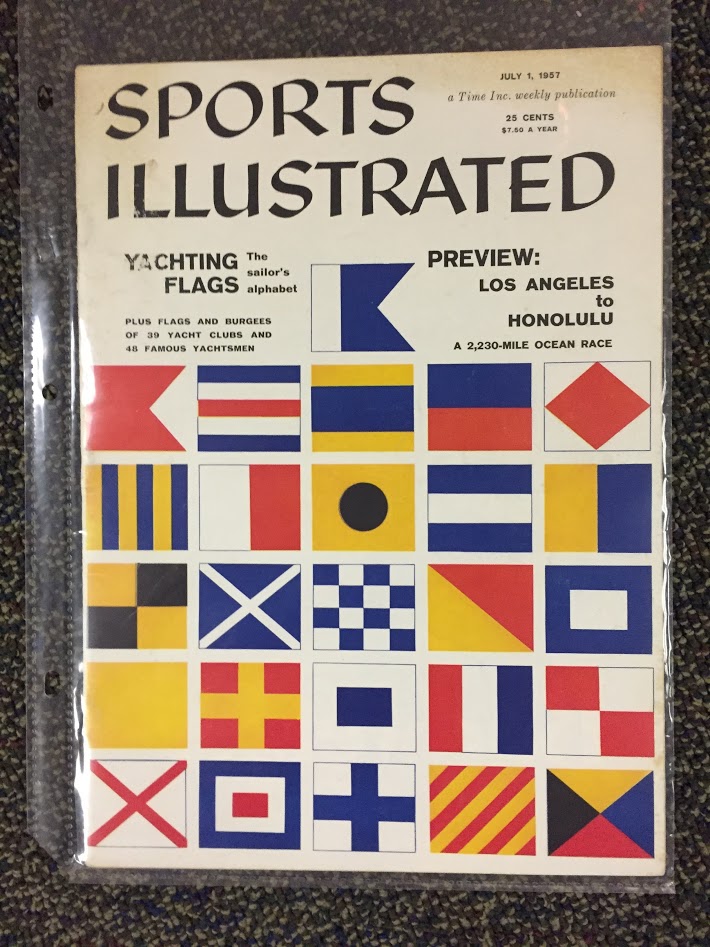 SPORTS
ILLUSTRATED
JULY 1, 1957
a Time Inc. weekly publication
25 CENTS
$7.50 A YEAR
YACHTING
FLAGS
The
sailor's
alphabet
PLUS FLAGS AND BURGEES
OF 39 YACHT CLUBS AND
48 FAMOUS YACHTSMEN
PREVIEW:
LOS ANGELES
to
HONOLULU
A 2,230-MILE OCEAN RACE